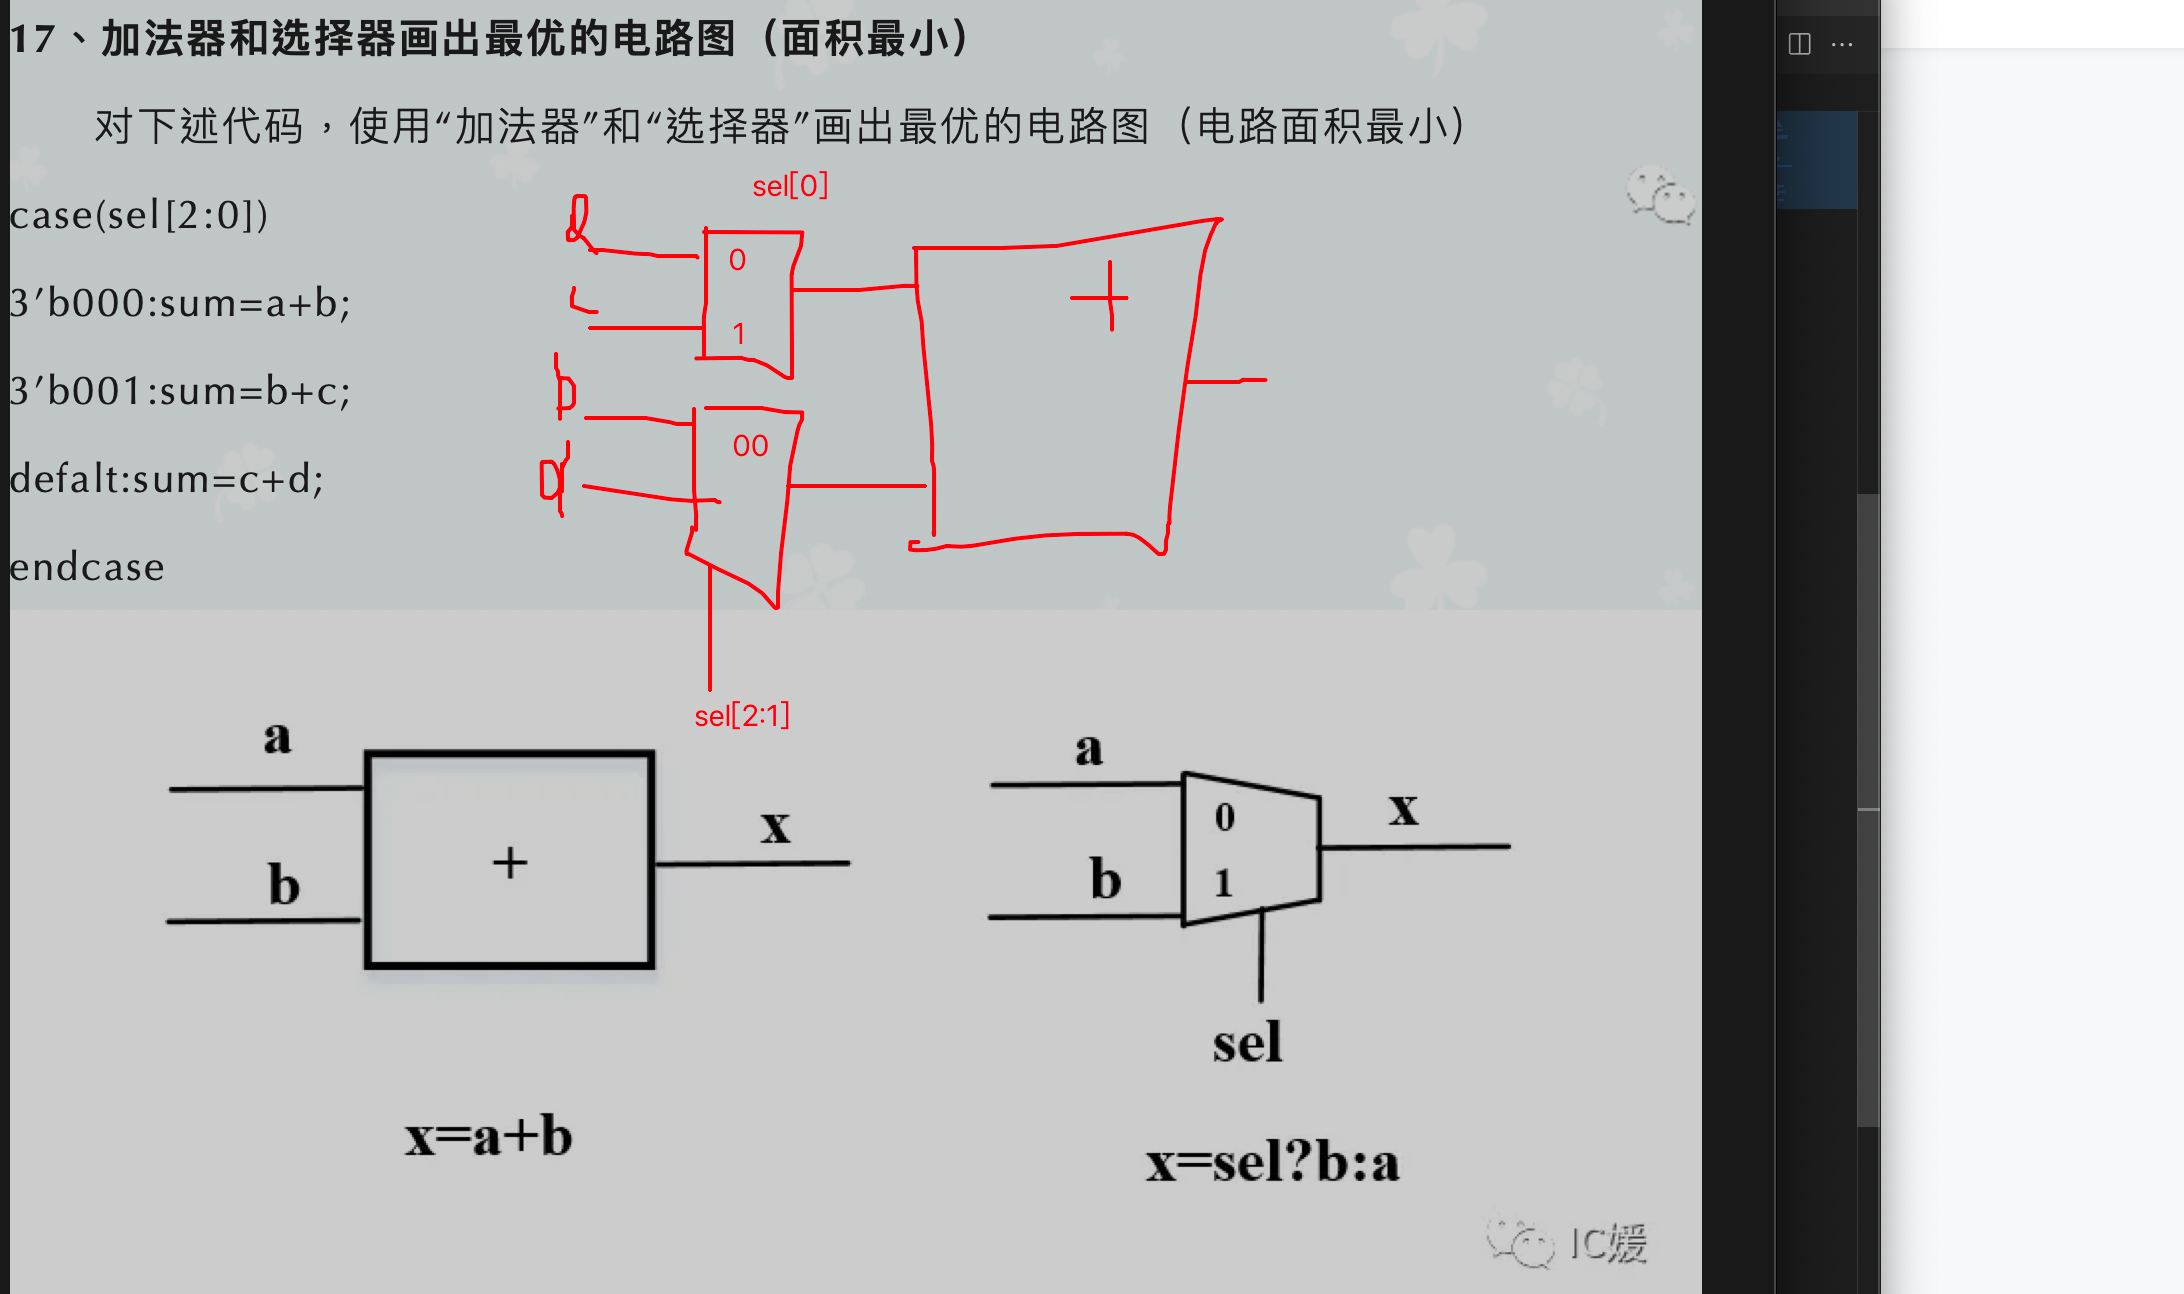 17、加法器和选择器画出最优的电路图（面积最小）
对下述代码，使用“加法器”和“选择器”画出最优的电路图（电路面积最小）
case(sel[2:0])
3'b000:sum=a+b;
3'b001:sum=b+c;
defalt:sum=c+d;
endcase
sel[0]
0
c
1
b
00
d
+
sel[2:1]
a
b
+
x
x=a+b
a
b
0
1
x
sel
x=sel?b:a
IC媛